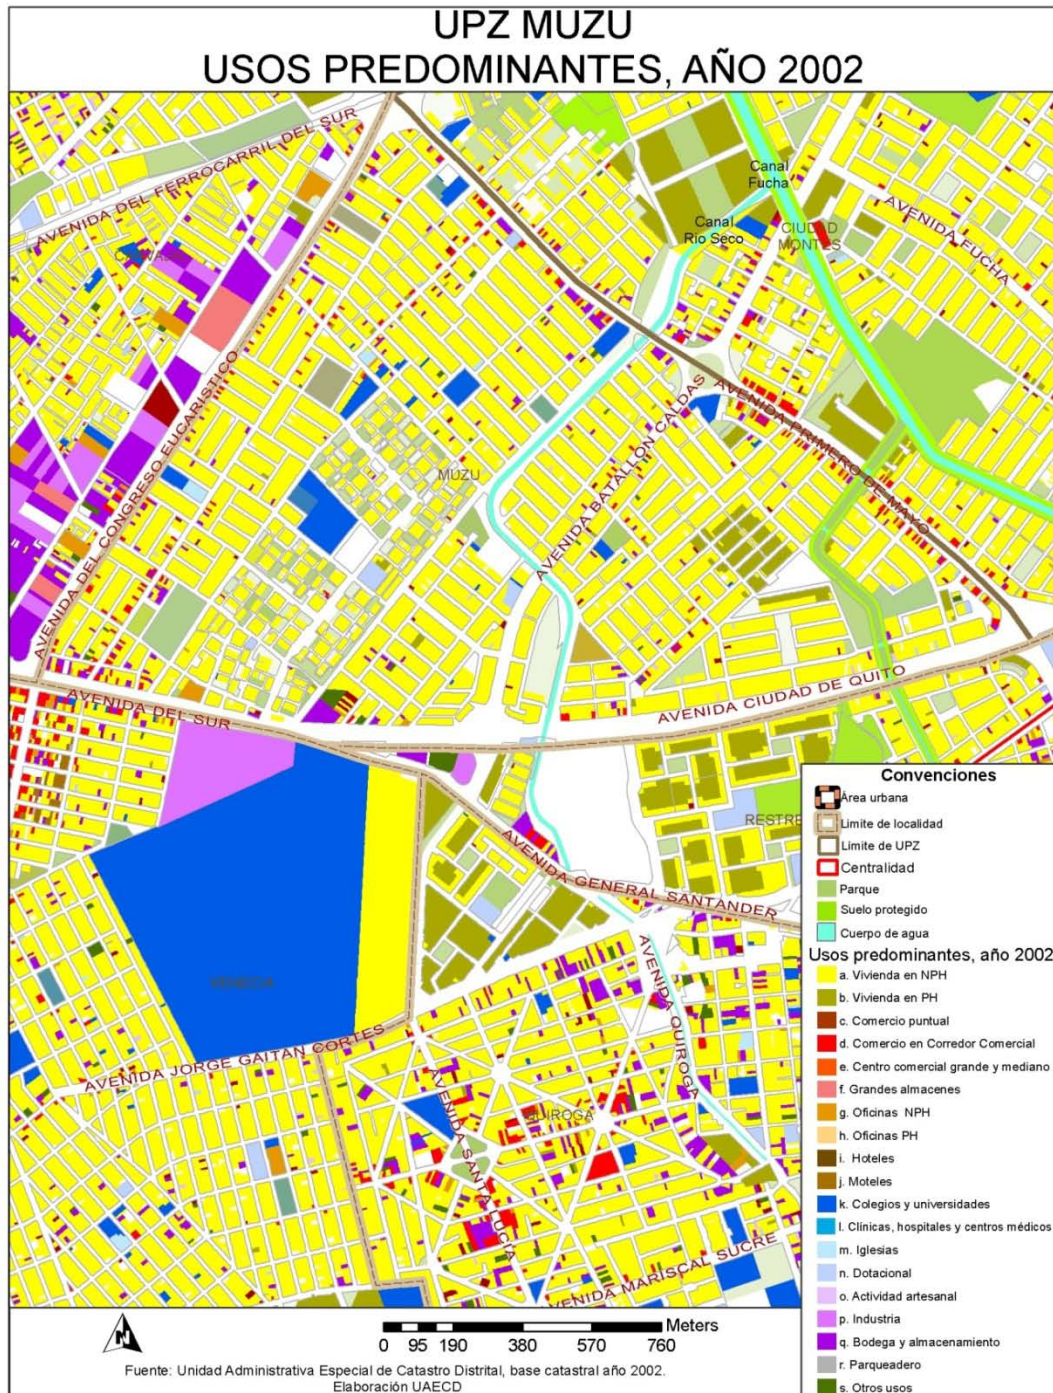 UPZ MUZU
USOS PREDOMINANTES, AÑO 2002
AVENIDA DEL FERROCARRIL DEL SUR
Canal
Fucha
Canal
Rio Seco
CIUDAD
MONTES
AVENIDA FUCHA
AVENIDA DEL CONGRESO EUCARISTICO
AVENIDA BATALLON CALDAS
AVENIDA PRIMERO DE MAYO
MUZU
AVENIDA DEL SUR
AVENIDA CIUDAD DE QUITO
RESTRE
AVENIDA GENERAL SANTANDER
AVENIDA QUIROGA
AVENIDA JORGE GAITAN CORTES
AVENIDA SANTA LUCIA
QUIROGA
AVENIDA MARISCAL SUCRE
Convenciones
Área urbana
Limite de localidad
Limite de UPZ
Centralidad
Parque
Suelo protegido
Cuerpo de agua
Usos predominantes, año 2002
a. Vivienda en NPH
b. Vivienda en PH
c. Comercio puntual
d. Comercio en Corredor Comercial
e. Centro comercial grande y mediano
f. Grandes almacenes
g. Oficinas NPH
h. Oficinas PH
i. Hoteles
j. Moteles
k. Colegios y universidades
l. Clínicas, hospitales y centros médicos
m. Iglesias
n. Dotacional
o. Actividad artesanal
p. Industria
q. Bodega y almacenamiento
r. Parqueadero
s. Otros usos
N
Meters
0 95 190 380 570 760
Fuente: Unidad Administrativa Especial de Catastro Distrital, base catastral año 2002.
Elaboración UAECD